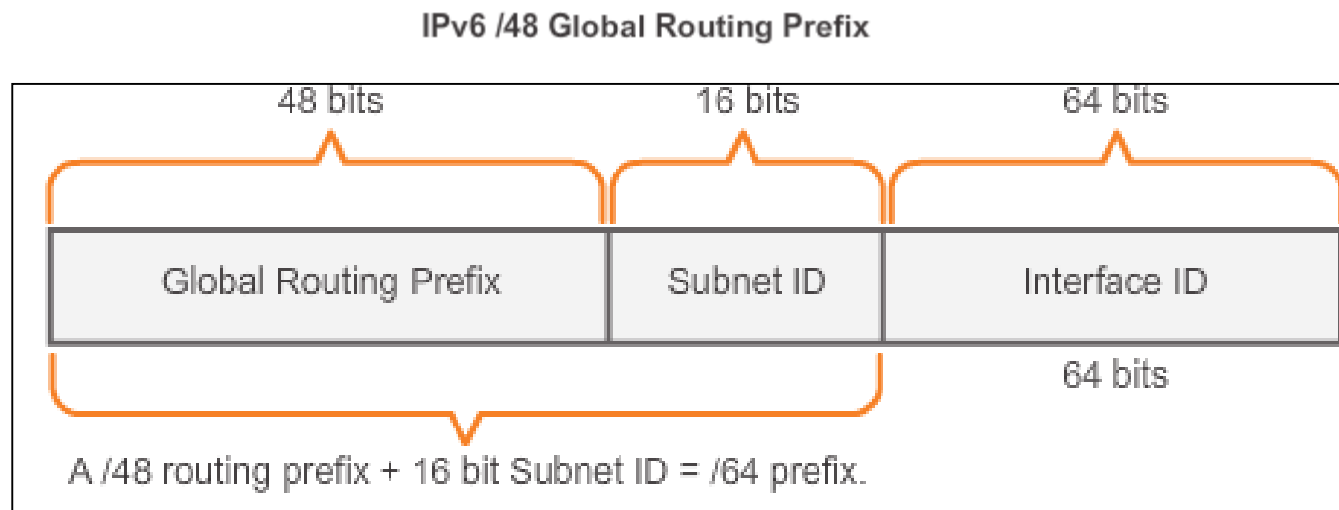 IPv6 /48 Global Routing Prefix
48 bits 16 bits 64 bits
Global Routing Prefix Subnet ID Interface ID
64 bits
A /48 routing prefix + 16 bit Subnet ID = /64 prefix.